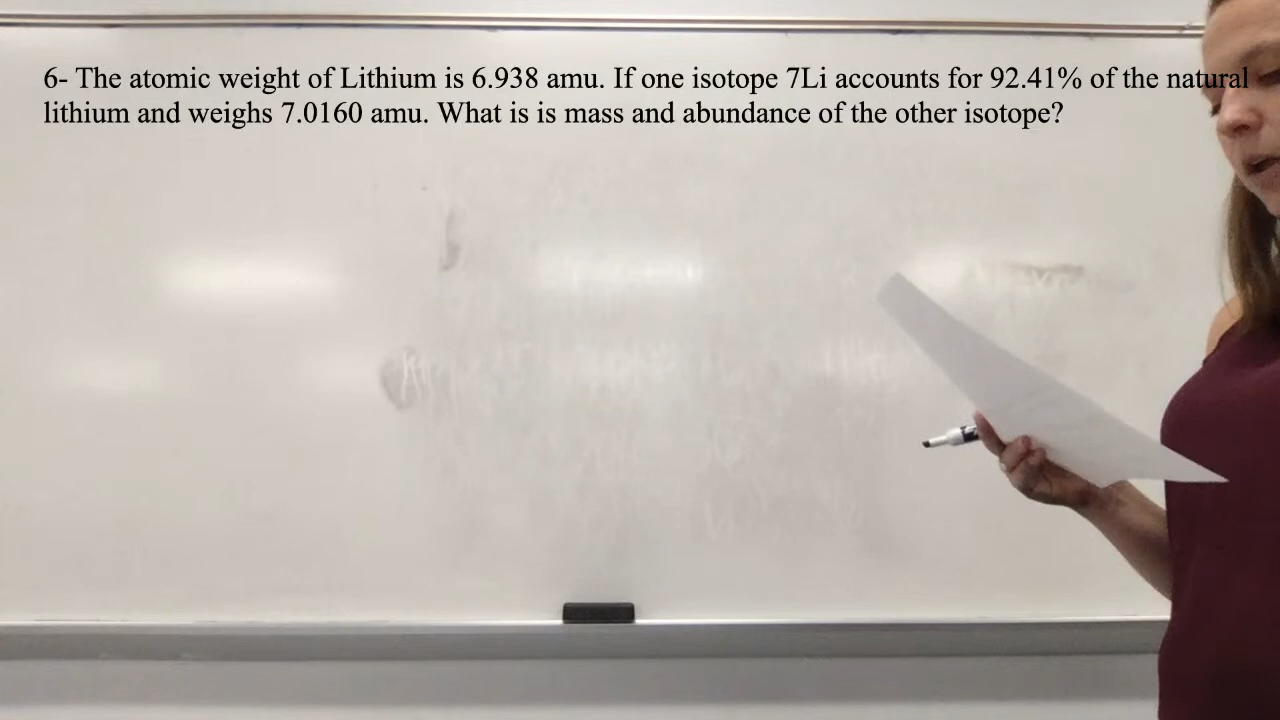 6- The atomic weight of Lithium is 6.938 amu. If one isotope 7Li accounts for 92.41% of the natural
lithium and weighs 7.0160 amu. What is is mass and abundance of the other isotope?